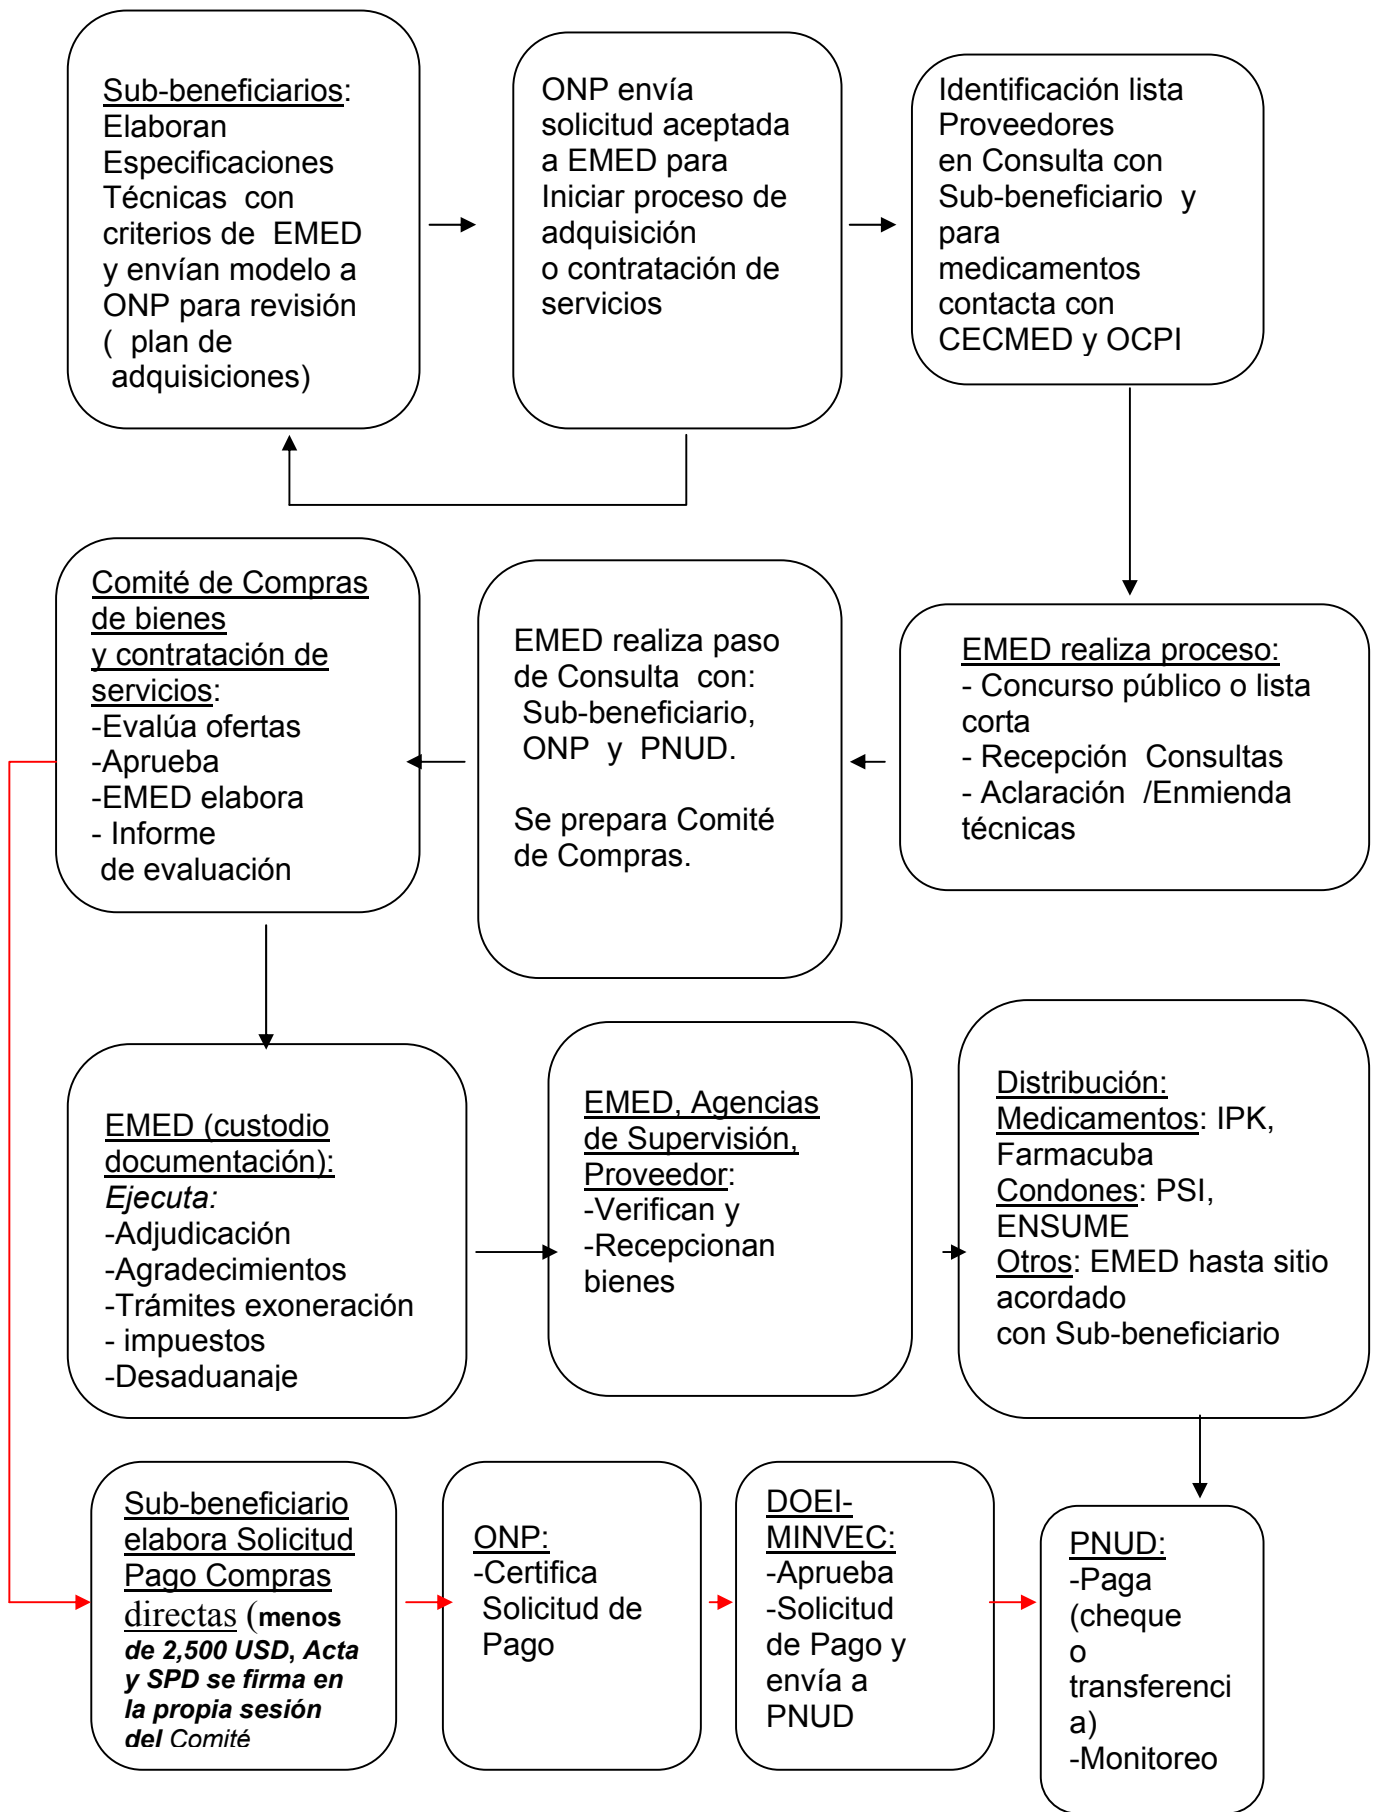 Sub-beneficiarios:
Elaboran
Especificaciones
Técnicas con
criterios de EMED
y envían modelo a
ONP para revisión
( plan de
adquisiciones)
ONP envía
solicitud aceptada
a EMED para
Iniciar proceso de
adquisición
o contratación de
servicios
Identificación lista
Proveedores
en Consulta con
Sub-beneficiario y
para
medicamentos
contacta con
CECMED y OCPI
Comité de Compras
de bienes
y contratación de
servicios:
-Evalúa ofertas
-Aprueba
-EMED elabora
- Informe
de evaluación
EMED realiza paso
de Consulta con:
Sub-beneficiario,
ONP y PNUD.
Se prepara Comité
de Compras.
EMED realiza proceso:
- Concurso público o lista
corta
- Recepción Consultas
- Aclaración /Enmienda
técnicas
EMED (custodio
documentación):
Ejecuta:
-Adjudicación
-Agradecimientos
-Trámites exoneración
- impuestos
-Desaduanaje
EMED, Agencias
de Supervisión,
Proveedor:
-Verifican y
-Recepcionan
bienes
Distribución:
Medicamentos: IPK,
Farmacuba
Condones: PSI,
ENSUME
Otros: EMED hasta sitio
acordado
con Sub-beneficiario
Sub-beneficiario
elabora Solicitud
Pago Compras
directas (menos
de 2,500 USD, Acta
y SPD se firma en
la propia sesión
del Comité
ONP:
-Certifica
Solicitud de
Pago
DOEI-
MINVEC:
-Aprueba
-Solicitud
de Pago y
envía a
PNUD
PNUD:
-Paga
(cheque
o
transferenci
a)
-Monitoreo